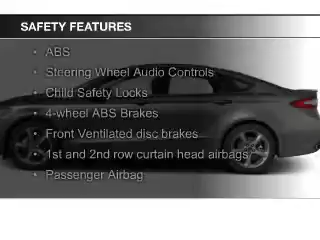 SAFETY FEATURES
• ABS
• Steering Wheel Audio Controls
• Child Safety Locks
• 4-wheel ABS Brakes
• Front Ventilated disc brakes
• 1st and 2nd row curtain head airbags
• Passenger Airbag